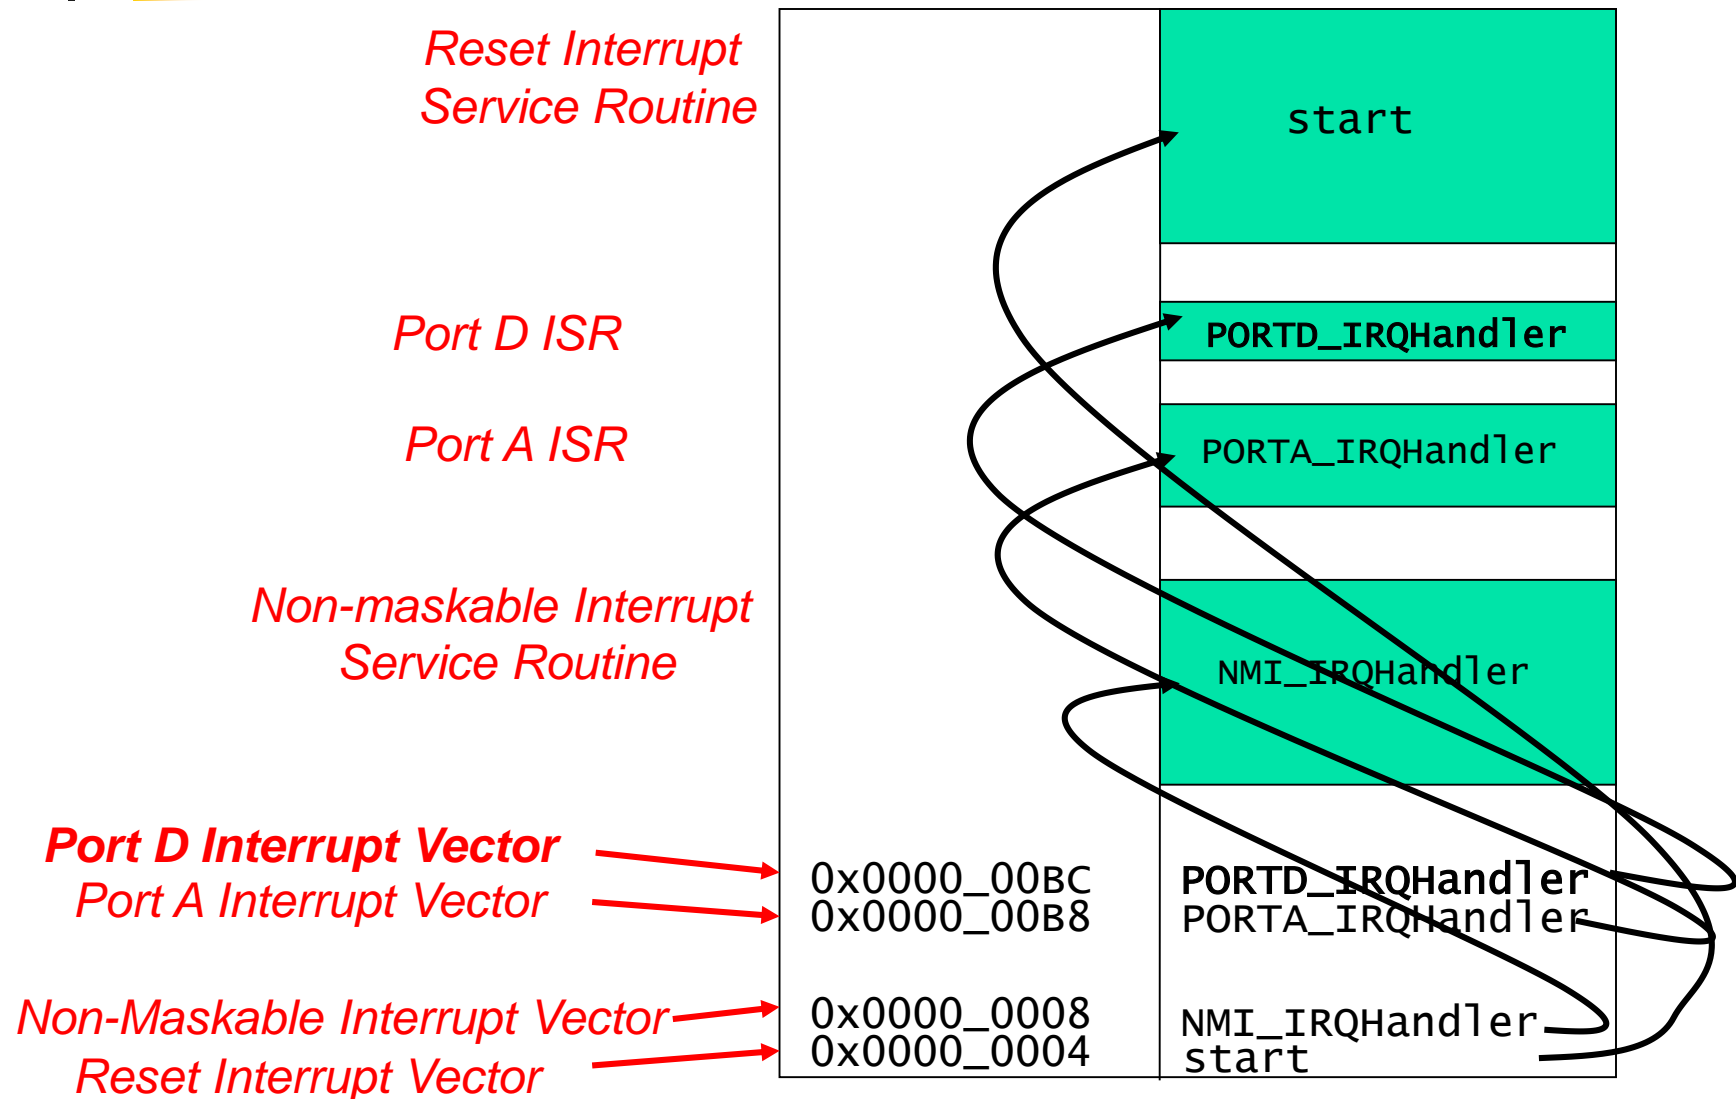 Reset Interrupt
Service Routine
start
Port D ISR
PORTD_IRQHandler
Port A ISR
PORTA_IRQHandler
Non-maskable Interrupt
Service Routine
NMI_IRQHandler
Port D Interrupt Vector
0x0000_00BC
PORTD_IRQHandler
Port A Interrupt Vector
0x0000_00B8
PORTA_IRQHandler
Non-Maskable Interrupt Vector
0x0000_0008
NMI_IRQHandler
Reset Interrupt Vector
0x0000_0004
start